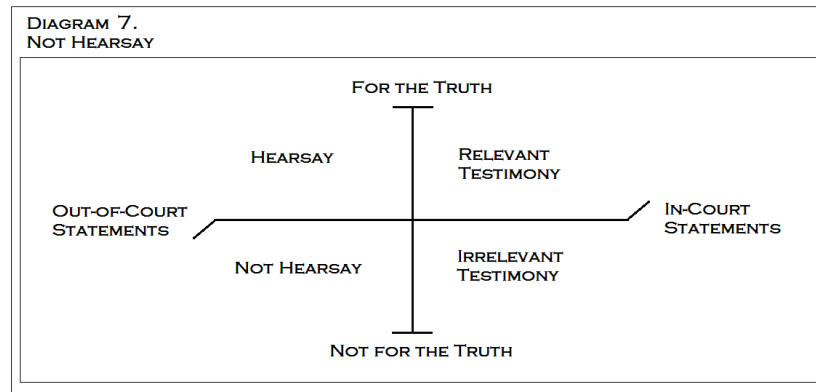 Diagram 7.
Not Hearsay
For the Truth
Hearsay
Relevant
Testimony
Out-of-Court
Statements
In-Court
Statements
Not Hearsay
Irrelevant
Testimony
Not for the Truth